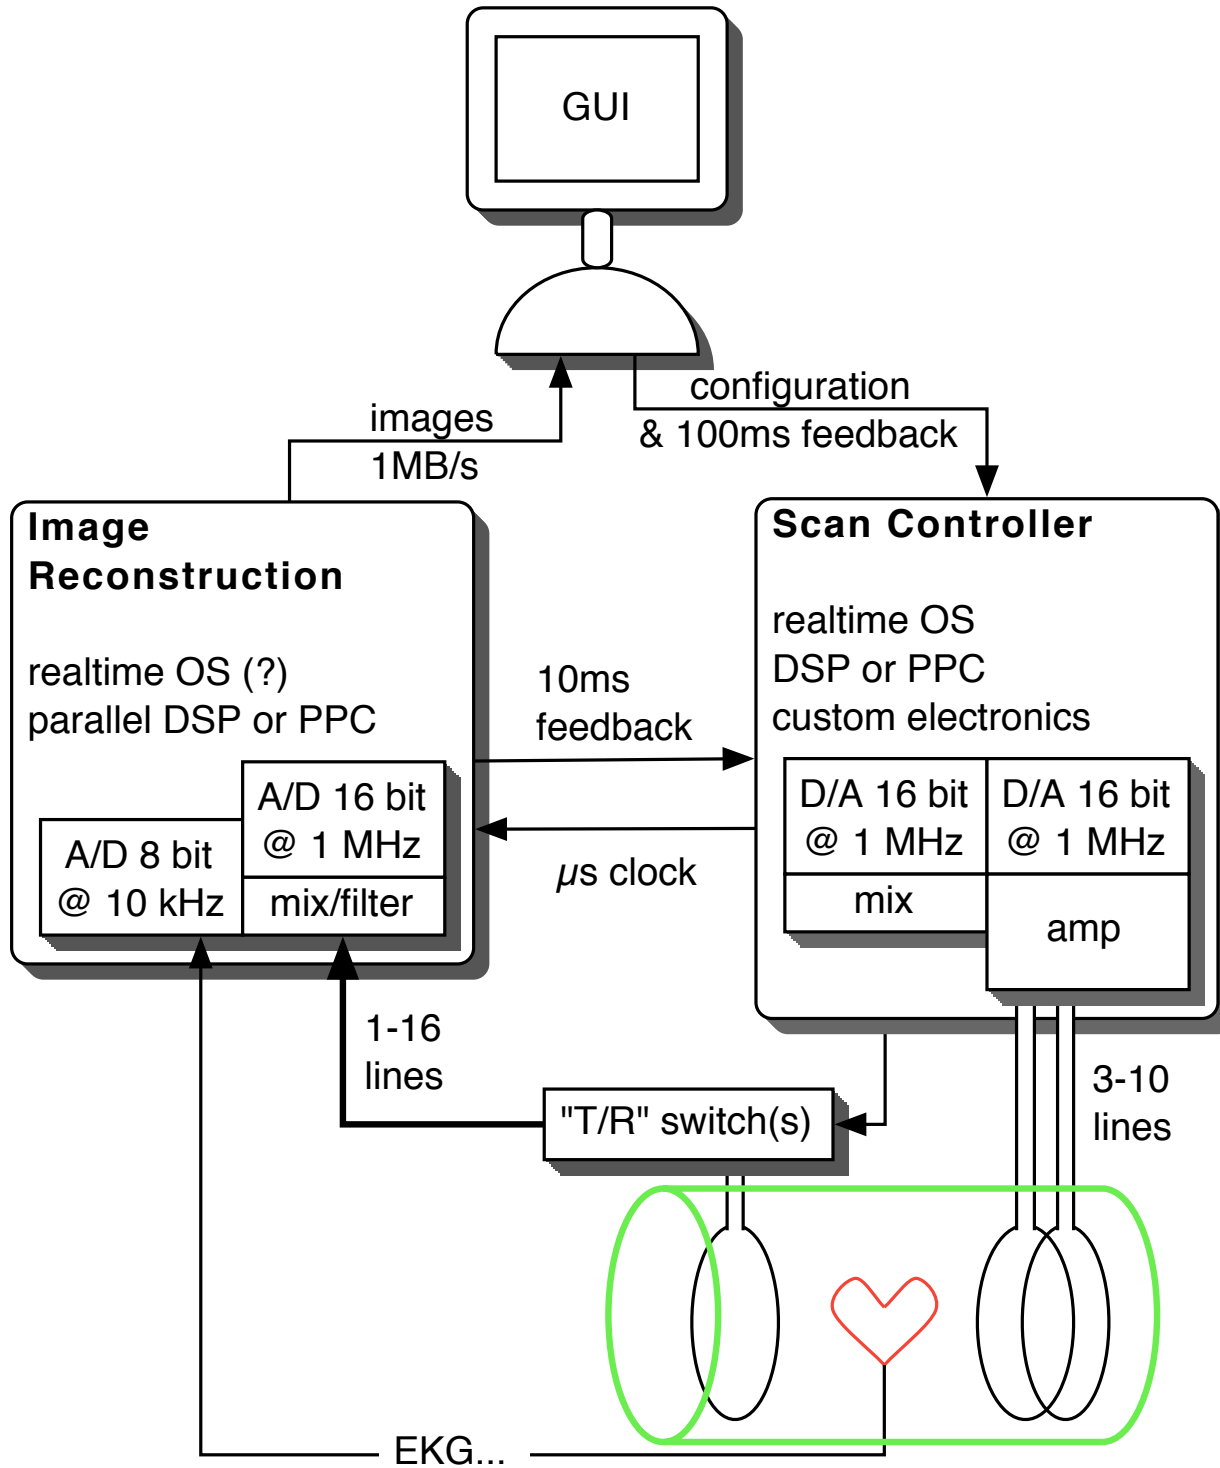 GUI
configuration
& 100ms feedback
images
1MB/s
Image
Reconstruction
realtime OS (?)
parallel DSP or PPC
A/D 16 bit
@ 1 MHz
mix/filter
A/D 8 bit
@ 10 kHz
10ms
feedback
µs clock
Scan Controller
realtime OS
DSP or PPC
custom electronics
D/A 16 bit
@ 1 MHz
mix
D/A 16 bit
@ 1 MHz
amp
1-16
lines
"T/R" switch(s)
3-10
lines
EKG...